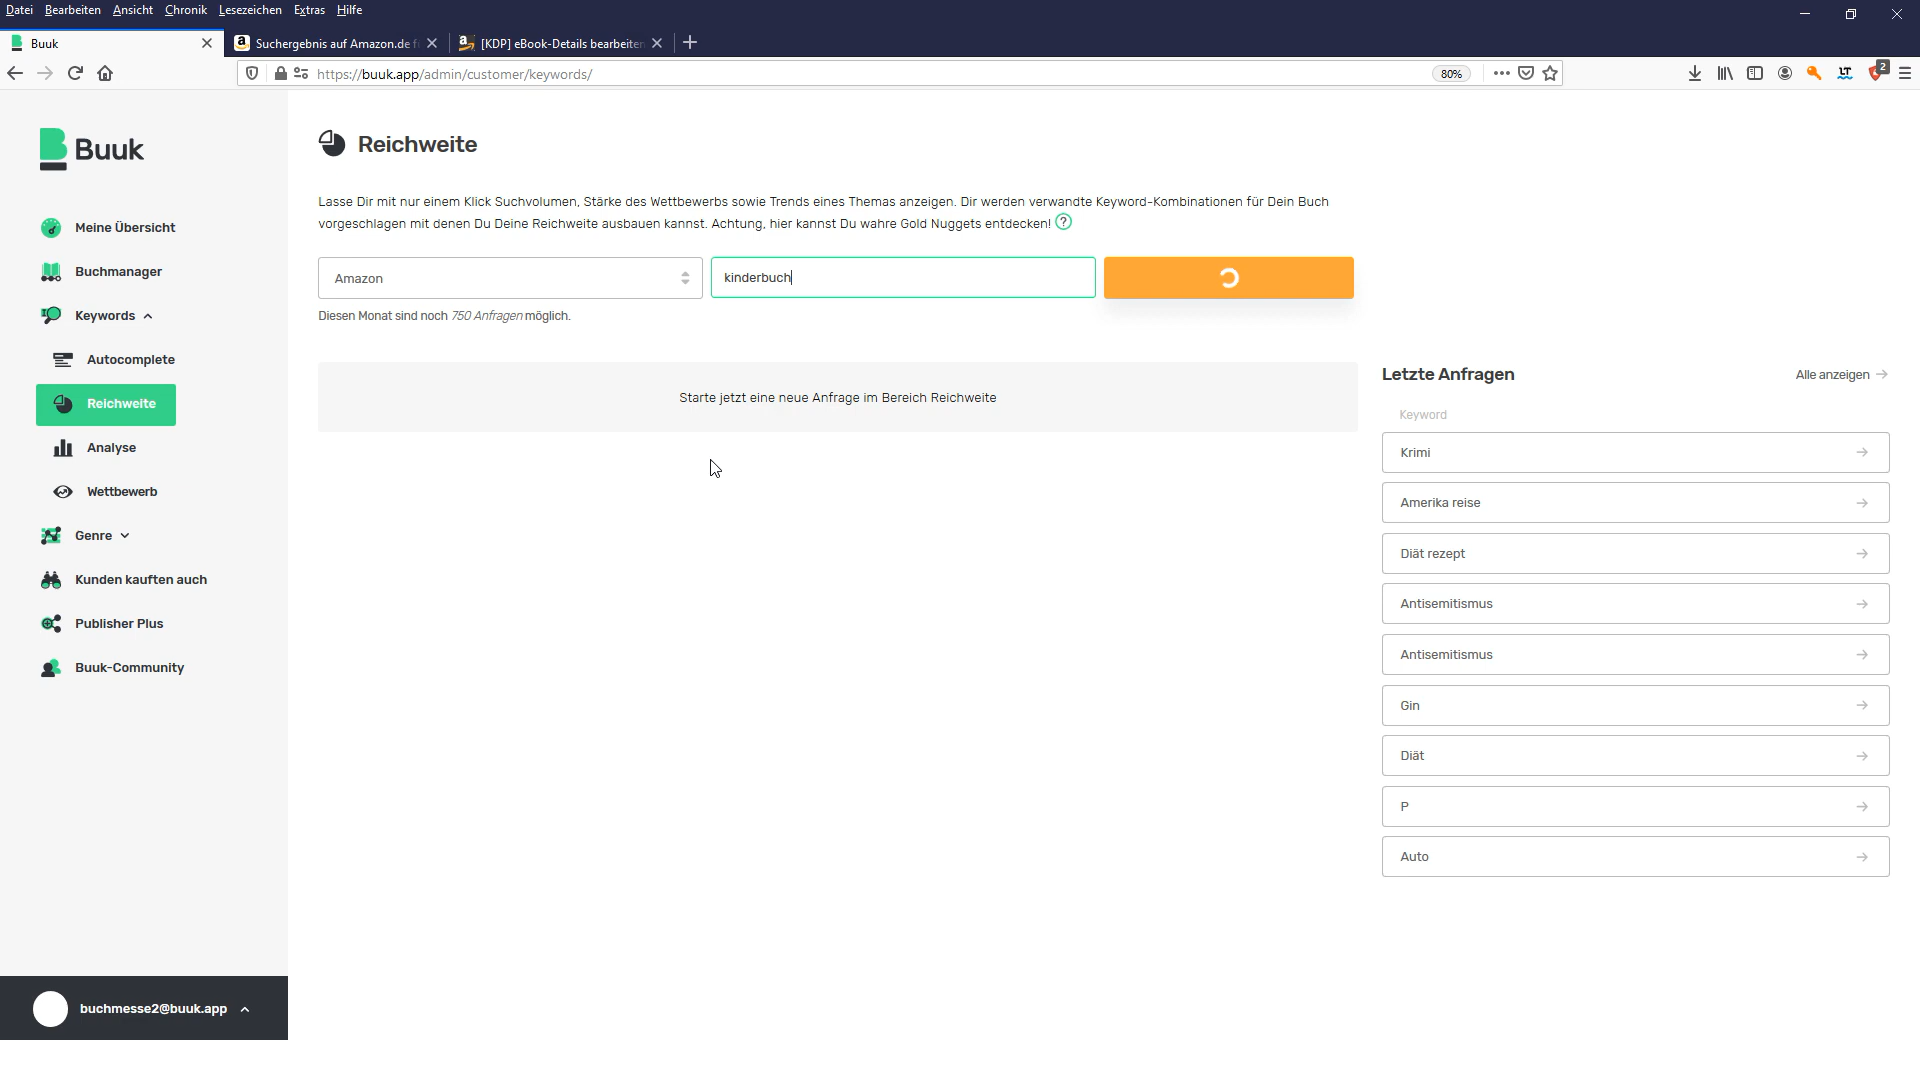 Datei Bearbeiten Ansicht Chronik Lesezeichen Extras Hilfe
Buuk
Suchergebnis auf Amazon.de f
[KDP] eBook-Details bearbeiten
https://buuk.app/admin/customer/keywords/
80%
2
Buuk
Meine Übersicht
Buchmanager
Keywords
Autocomplete
Reichweite
Analyse
Wettbewerb
Genre
Kunden kauften auch
Publisher Plus
Buuk-Community
buchmesse2@buuk.app
Reichweite
Lasse Dir mit nur einem Klick Suchvolumen, Stärke des Wettbewerbs sowie Trends eines Themas anzeigen. Dir werden verwandte Keyword-Kombinationen für Dein Buch
vorgeschlagen mit denen Du Deine Reichweite ausbauen kannst. Achtung, hier kannst Du wahre Gold Nuggets entdecken! ?
Amazon
kinderbuch
Diesen Monat sind noch 750 Anfragen möglich.
Starte jetzt eine neue Anfrage im Bereich Reichweite
Letzte Anfragen
Alle anzeigen
Keyword
Krimi
Amerika reise
Diät rezept
Antisemitismus
Antisemitismus
Gin
Diät
P
Auto